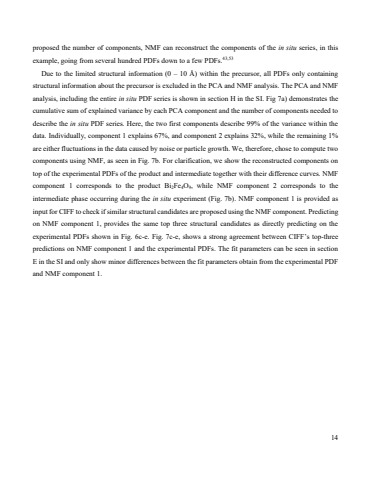 proposed the number of components, NMF can reconstruct the components of the in situ series, in this
example, going from several hundred PDFs down to a few PDFs.43,53
Due to the limited structural information (0 – 10 Å) within the precursor, all PDFs only containing
structural information about the precursor is excluded in the PCA and NMF analysis. The PCA and NMF
analysis, including the entire in situ PDF series is shown in section H in the SI. Fig 7a) demonstrates the
cumulative sum of explained variance by each PCA component and the number of components needed to
describe the in situ PDF series. Here, the two first components describe 99% of the variance within the
data. Individually, component 1 explains 67%, and component 2 explains 32%, while the remaining 1%
are either fluctuations in the data caused by noise or particle growth. We, therefore, chose to compute two
components using NMF, as seen in Fig. 7b. For clarification, we show the reconstructed components on
top of the experimental PDFs of the product and intermediate together with their difference curves. NMF
component 1 corresponds to the product Bi2Fe4O9, while NMF component 2 corresponds to the
intermediate phase occurring during the in situ experiment (Fig. 7b). NMF component 1 is provided as
input for CIFF to check if similar structural candidates are proposed using the NMF component. Predicting
on NMF component 1, provides the same top three structural candidates as directly predicting on the
experimental PDFs shown in Fig. 6c-e. Fig. 7c-e, shows a strong agreement between CIFF's top-three
predictions on NMF component 1 and the experimental PDFs. The fit parameters can be seen in section
E in the SI and only show minor differences between the fit parameters obtain from the experimental PDF
and NMF component 1.
14